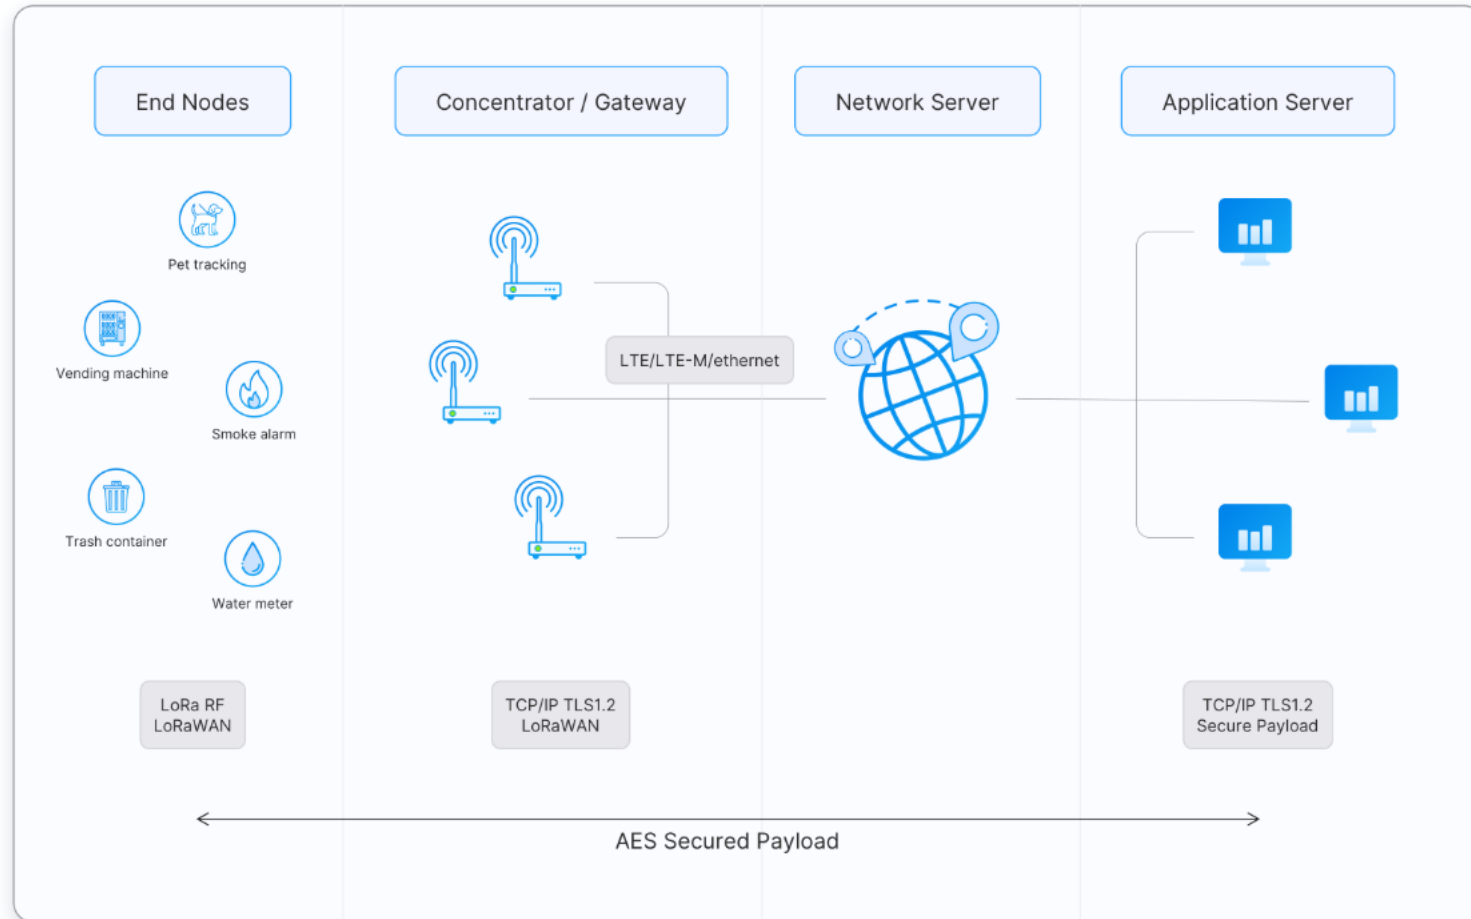 End Nodes
Concentrator / Gateway
Network Server
Application Server
Pet tracking
Vending machine
Smoke alarm
Trash container
Water meter
LTE/LTE-M/ethernet
LoRa RF
LoRaWAN
TCP/IP TLS1.2
LoRaWAN
TCP/IP TLS1.2
Secure Payload
AES Secured Payload